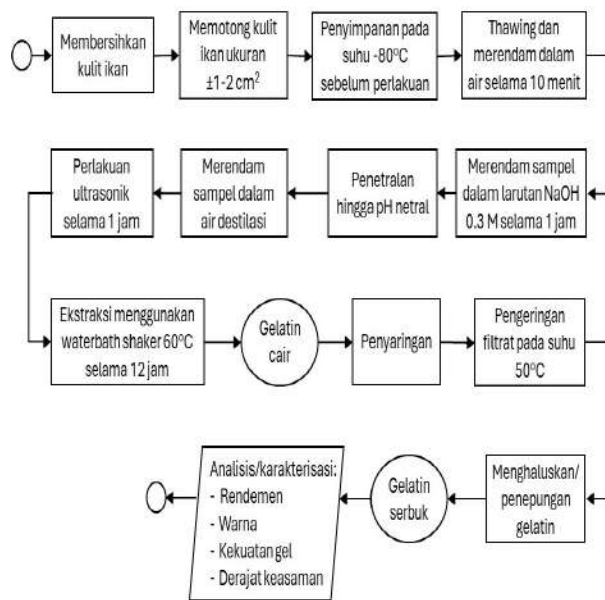 Membersihkan
kulit ikan
Memotong kulit
ikan ukuran
±1-2 cm²
Penyimpanan pada
suhu -80°C
sebelum perlakuan
Thawing dan
merendam dalam
air selama 10 menit
Merendam sampel
dalam larutan NaOH
0.3 M selama 1 jam
Penetralan
hingga pH netral
Merendam
sampel dalam
air destilasi
Perlakuan
ultrasonik
selama 1 jam
Ekstraksi menggunakan
waterbath shaker 60°C
selama 12 jam
Gelatin
cair
Penyaringan
Pengeringan
filtrat pada suhu
50°C
Menghaluskan/
penepungan
gelatin
Gelatin
serbuk
Analisis/karakterisasi:
- Rendemen
- Warna
- Kekuatan gel
- Derajat keasaman